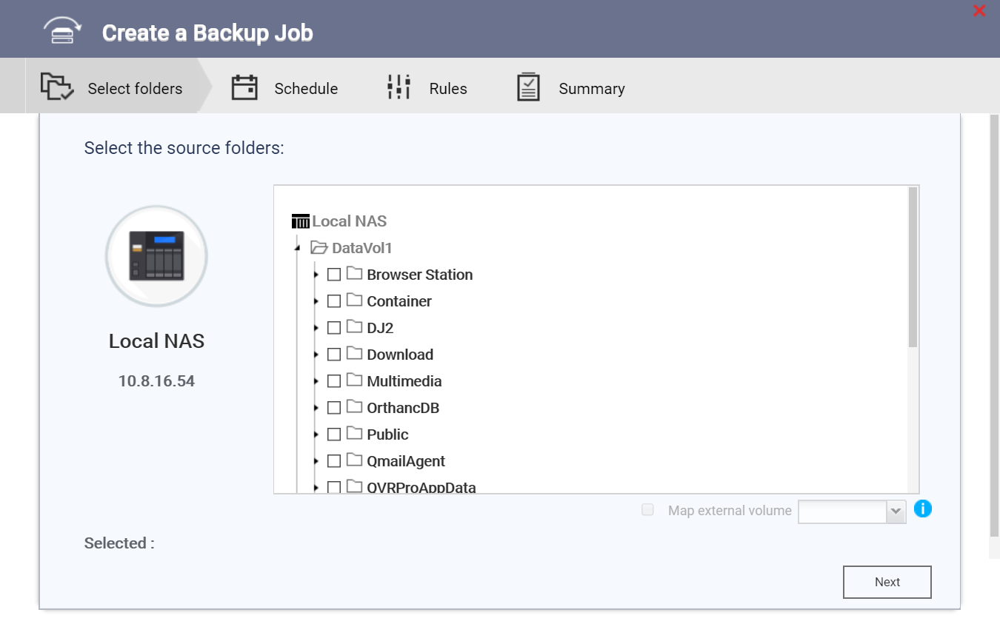 Create a Backup Job
Select folders
Schedule
Rules
Summary
Select the source folders:
Local NAS
10.8.16.54
Local NAS
DataVol1
Browser Station
Container
DJ2
Download
Multimedia
OrthancDB
Public
QmailAgent
QVRProAppData
Map external volume
Selected :
Next